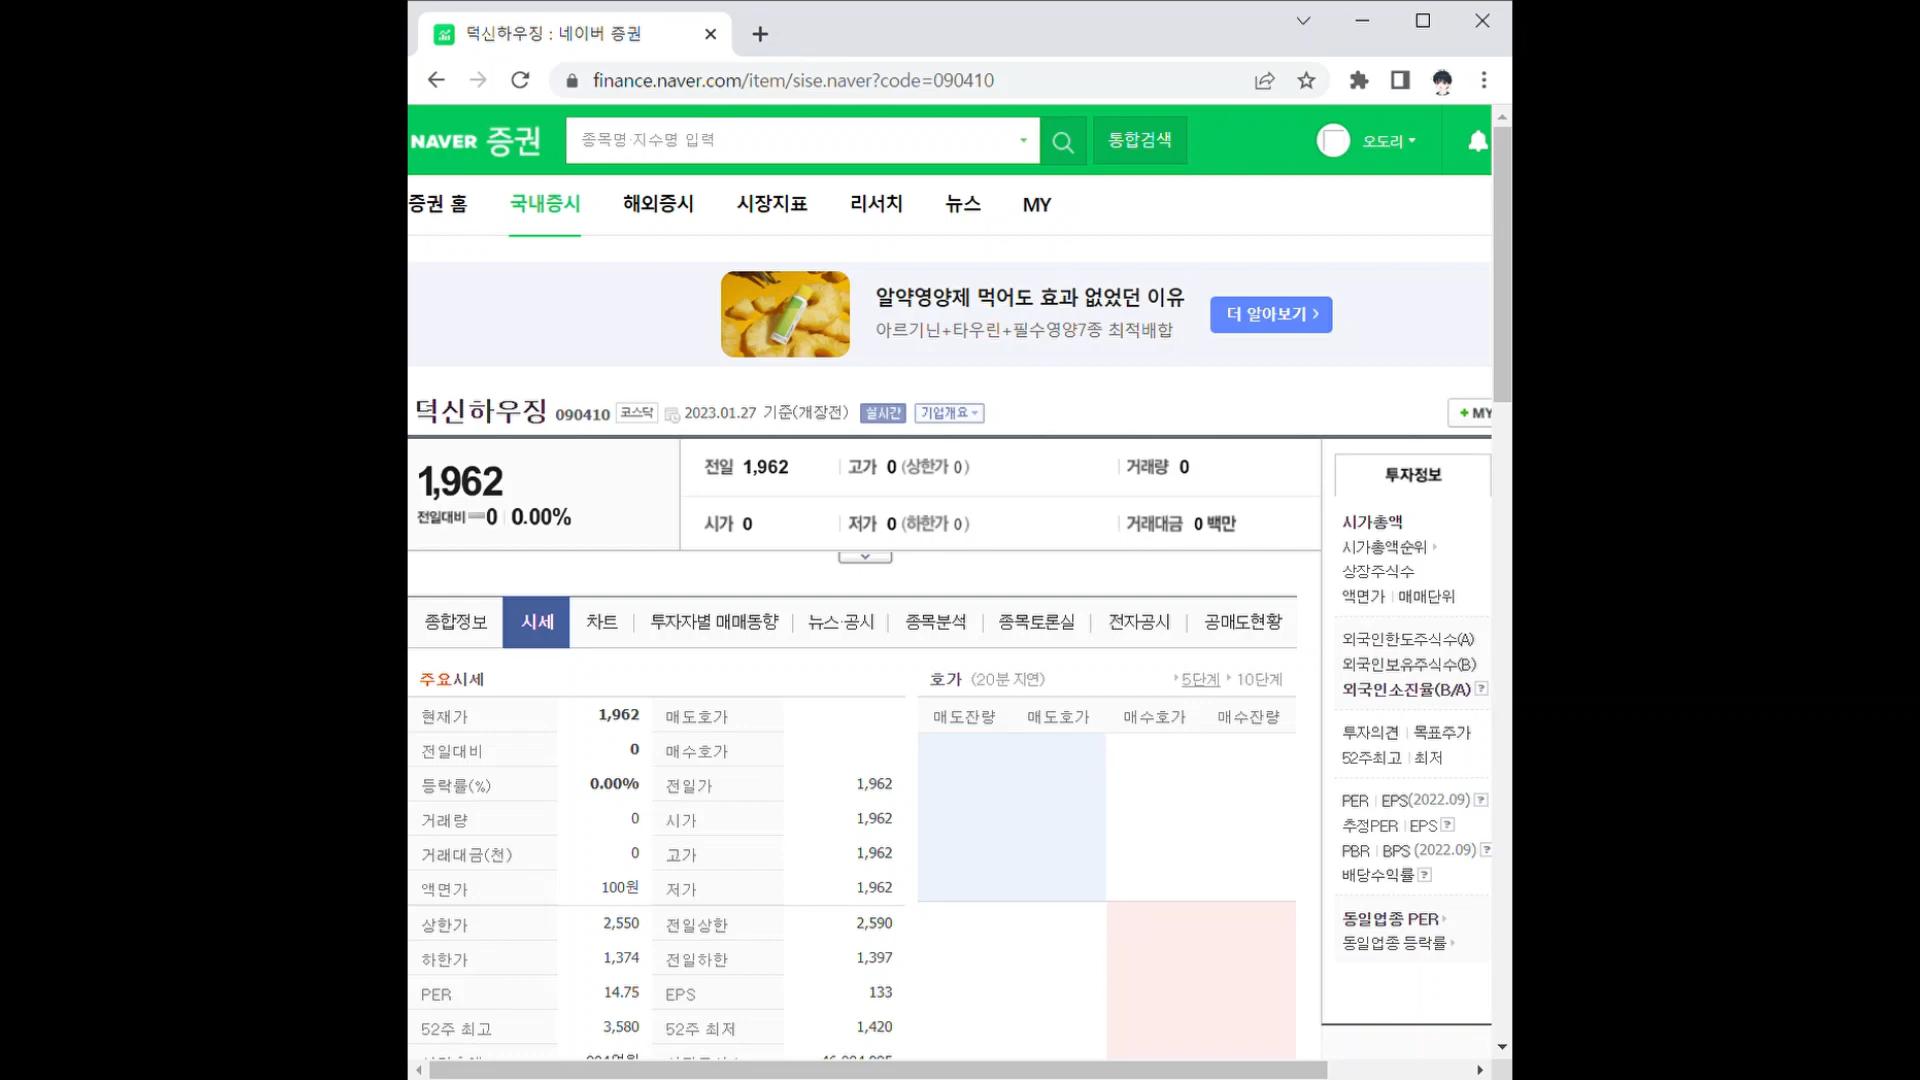 덕신하우징 : 네이버 증권
finance.naver.com/item/sise.naver?code=090410
NAVER 증권
종목명·지수명 입력
통합검색
오도리
증권 홈 국내증시 해외증시 시장지표 리서치 뉴스 MY
알약영양제 먹어도 효과 없었던 이유
아르기닌+타우린+필수영양7종 최적배합
더 알아보기
덕신하우징 090410 코스닥 2023.01.27 기준(개장전) 실시간 기업개요
+ MY
1,962
전일대비 0 0.00%
전일 1,962 고가 0 (상한가 0) 거래량 0
시가 0 저가 0 (하한가 0) 거래대금 0 백만
종합정보 시세 차트 투자자별 매매동향 뉴스·공시 종목분석 종목토론실 전자공시 공매도현황
주요시세
현재가 1,962 매도호가
전일대비 0 매수호가
등락률(%) 0.00% 전일가 1,962
거래량 0 시가 1,962
거래대금(천) 0 고가 1,962
액면가 100원 저가 1,962
상한가 2,550 전일상한 2,590
하한가 1,374 전일하한 1,397
PER 14.75 EPS 133
52주 최고 3,580 52주 최저 1,420
호가 (20분 지연) 5단계 10단계
매도잔량 매도호가 매수호가 매수잔량
투자정보
시가총액
시가총액순위
상장주식수
액면가 | 매매단위
외국인한도주식수(A)
외국인보유주식수(B)
외국인소진율(B/A) ?
투자의견 | 목표주가
52주최고 | 최저
PER | EPS(2022.09) ?
추정PER | EPS ?
PBR | BPS (2022.09) ?
배당수익률 ?
동일업종 PER
동일업종 등락률